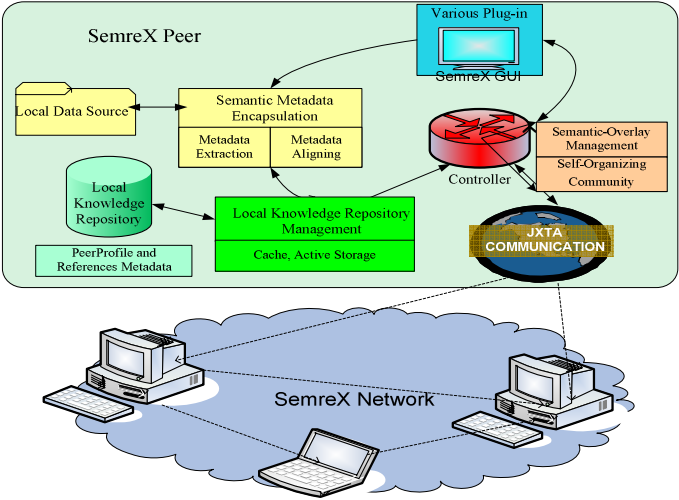 SemreX Peer
Various Plug-in
SemreX GUI
Local Data Source
Semantic Metadata
Encapsulation
Metadata
Extraction
Metadata
Aligning
Semantic-Overlay
Management
Self-Organizing
Community
Controller
Local
Knowledge
Repository
Local Knowledge Repository
Management
Cache, Active Storage
PeerProfile and
References Metadata
JXTA
COMMUNICATION
SemreX Network